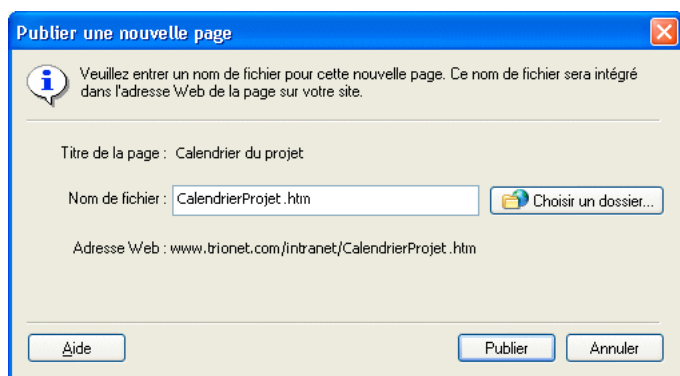 Publier une nouvelle page
Veuillez entrer un nom de fichier pour cette nouvelle page. Ce nom de fichier sera intégré
dans l'adresse Web de la page sur votre site.
Titre de la page : Calendrier du projet
Nom de fichier : CalendrierProjet.htm Choisir un dossier...
Adresse Web : www.trionet.com/intranet/CalendrierProjet.htm
Aide Publier Annuler